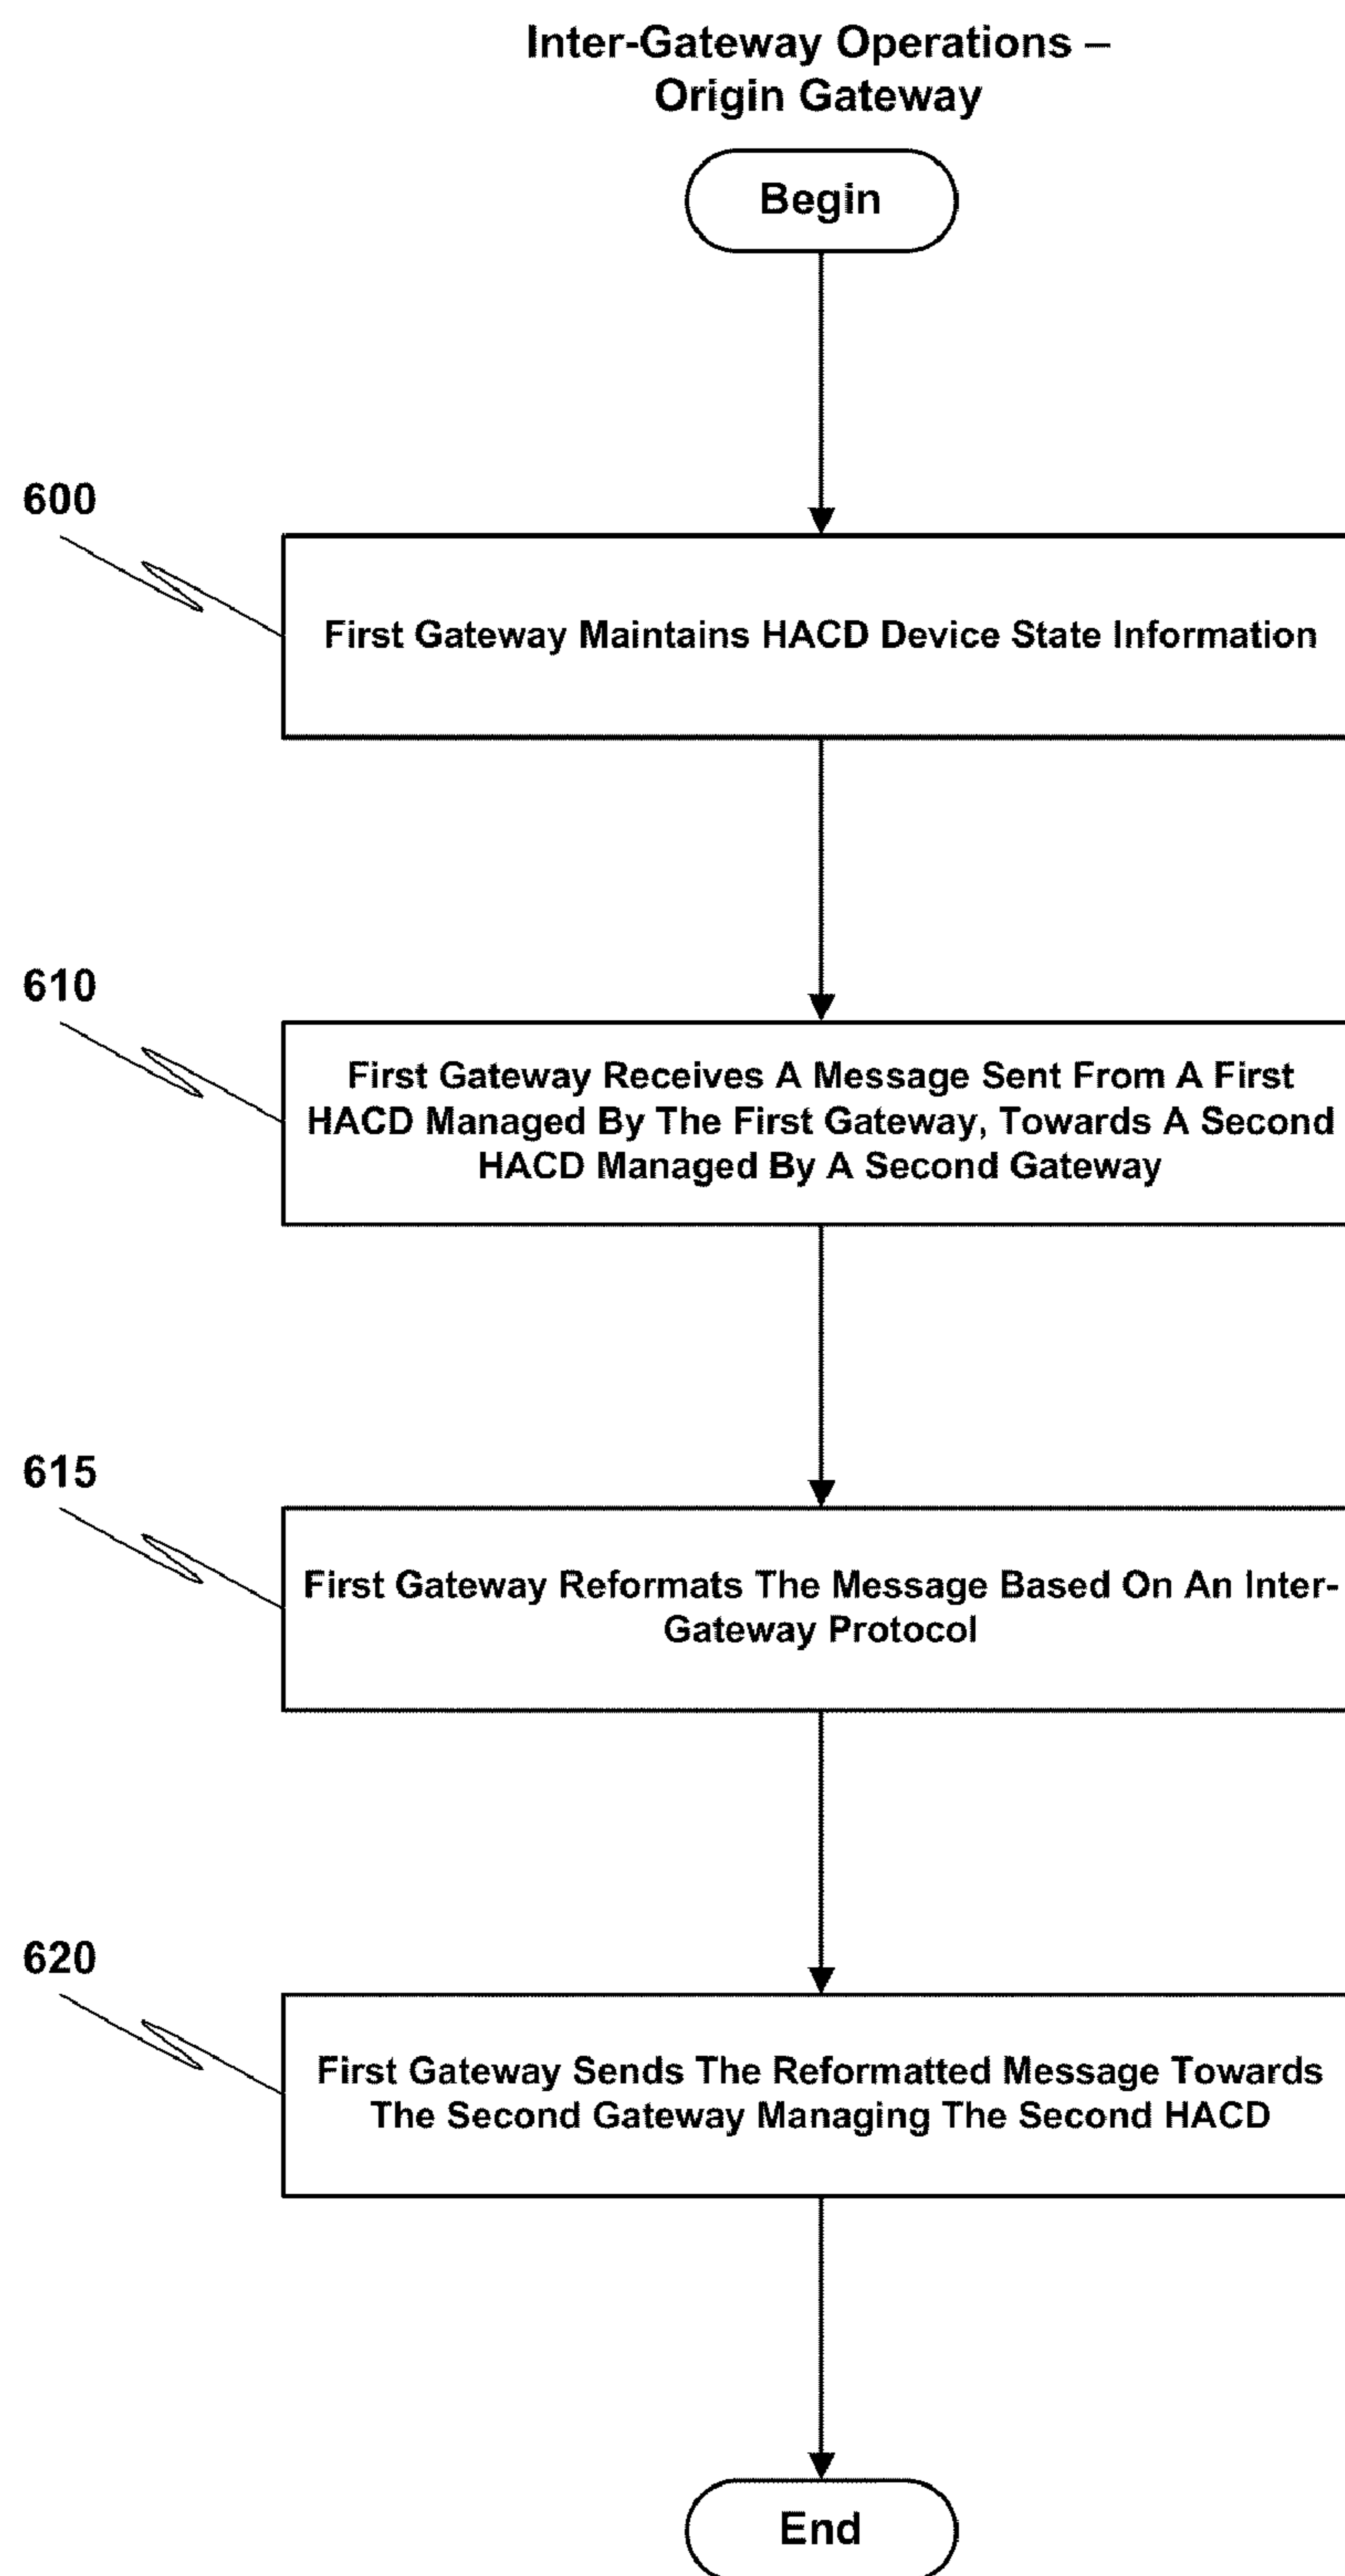 Inter-Gateway Operations –
Origin Gateway
Begin
600
First Gateway Maintains HACD Device State Information
610
First Gateway Receives A Message Sent From A First
HACD Managed By The First Gateway, Towards A Second
HACD Managed By A Second Gateway
615
First Gateway Reformats The Message Based On An Inter-
Gateway Protocol
620
First Gateway Sends The Reformatted Message Towards
The Second Gateway Managing The Second HACD
End